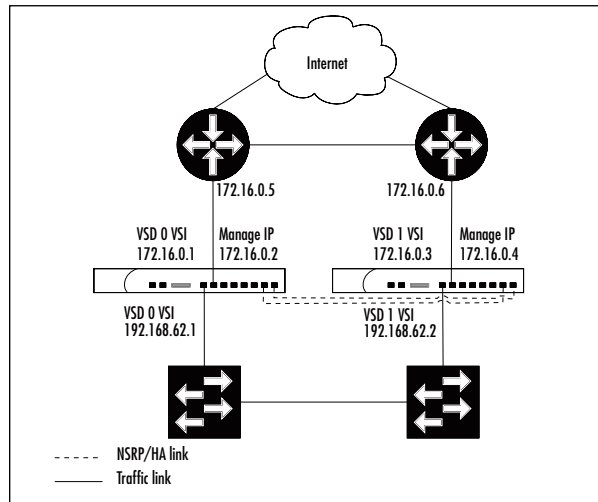 Internet
172.16.0.5
172.16.0.6
VSD 0 VSI
172.16.0.1
Manage IP
172.16.0.2
VSD 1 VSI
172.16.0.3
Manage IP
172.16.0.4
VSD 0 VSI
192.168.62.1
VSD 1 VSI
192.168.62.2
NSRP/HA link
Traffic link